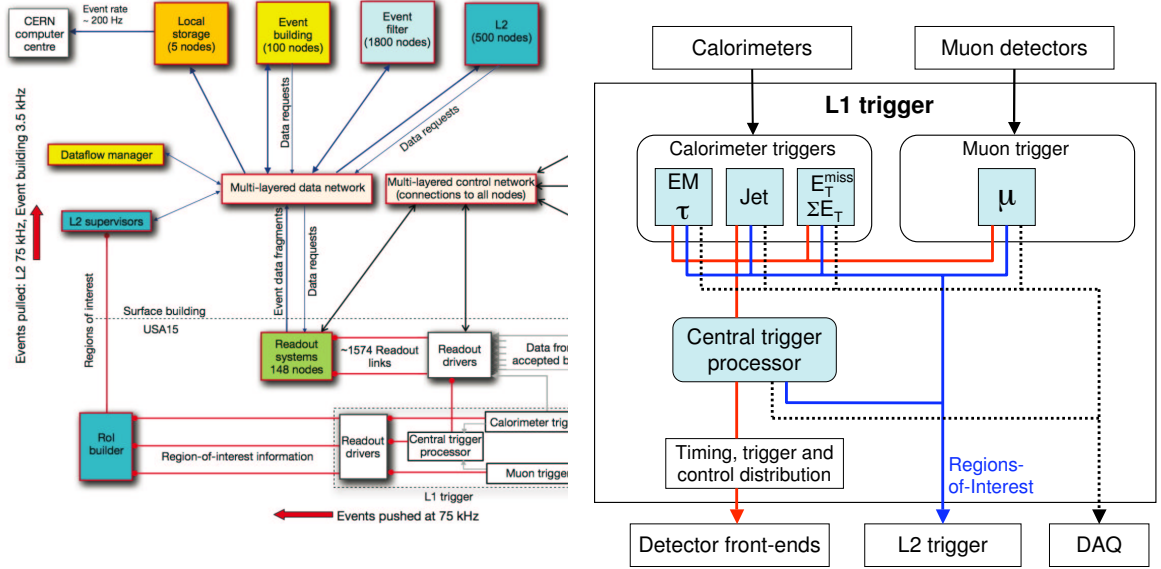 CERN
computer
centre
Event rate
~ 200 Hz
Local
storage
(5 nodes)
Event
building
(100 nodes)
Event
filter
(1800 nodes)
L2
(500 nodes)
Data requests
Data requests
Dataflow manager
Multi-layered data network
Multi-layered control network
(connections to all nodes)
L2 supervisors
Events pulled: L2 75 kHz, Event building 3.5 kHz
Regions of interest
Event data fragments
Data requests
Surface building
USA15
Readout
systems
148 nodes
~1574 Readout
links
Readout
drivers
Data from
accepted b
RoI
builder
Region-of-interest information
Readout
drivers
Central trigger
processor
Calorimeter trig
Muon trigger
L1 trigger
Events pushed at 75 kHz
Calorimeters
Muon detectors
L1 trigger
Calorimeter triggers
Muon trigger
EM
τ
Jet
E_T^miss
ΣE_T
μ
Central trigger
processor
Timing, trigger and
control distribution
Regions-
of-Interest
Detector front-ends
L2 trigger
DAQ